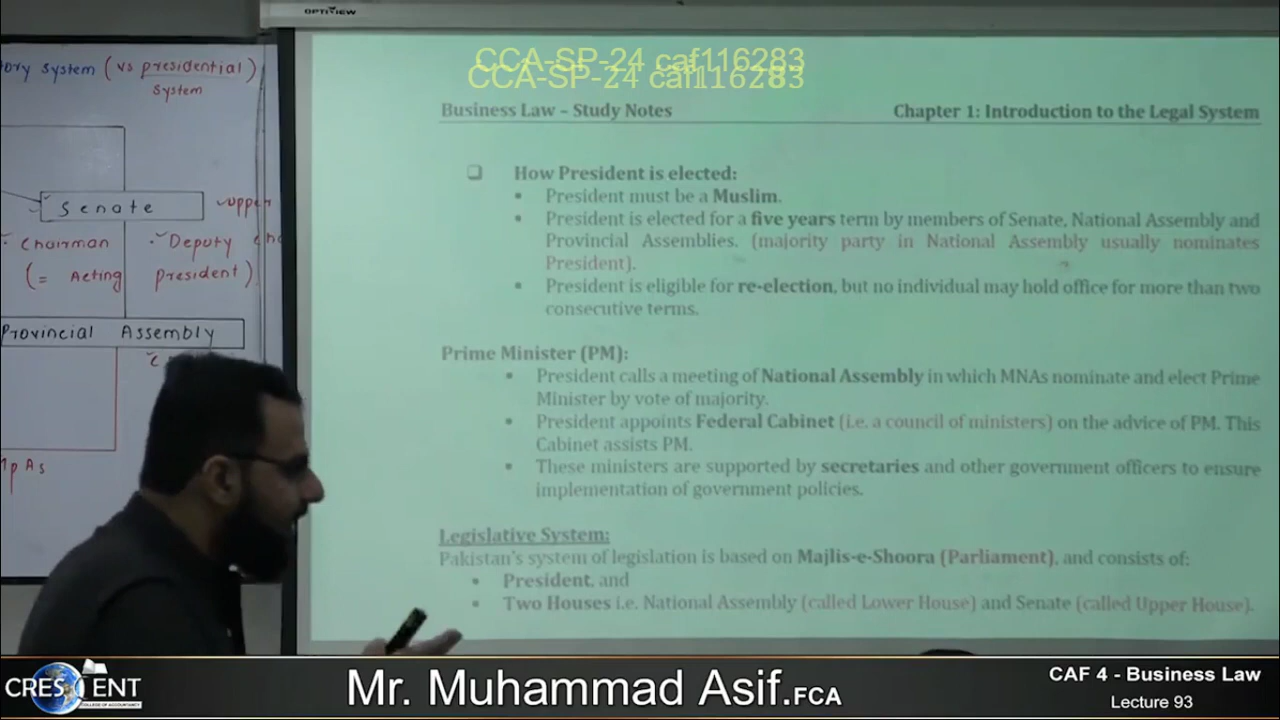 OPTIVIEW
CCA-SP-24 caf116283
CCA-SP-24 caf116283
ory system (vs presidential)
system
Senate
upper
Chairman
Deputy
(= Acting president)
Provincial Assembly
MPAs
Business Law – Study Notes Chapter 1: Introduction to the Legal System
❑ How President is elected:
• President must be a Muslim.
• President is elected for a five years term by members of Senate, National Assembly and
Provincial Assemblies. (majority party in National Assembly usually nominates
President).
• President is eligible for re-election, but no individual may hold office for more than two
consecutive terms.
Prime Minister (PM):
• President calls a meeting of National Assembly in which MNAs nominate and elect Prime
Minister by vote of majority.
• President appoints Federal Cabinet (i.e. a council of ministers) on the advice of PM. This
Cabinet assists PM.
• These ministers are supported by secretaries and other government officers to ensure
implementation of government policies.
Legislative System:
Pakistan's system of legislation is based on Majlis-e-Shoora (Parliament), and consists of:
• President, and
• Two Houses i.e. National Assembly (called Lower House) and Senate (called Upper House).
CRESCENT
COLLEGE OF ACCOUNTANCY
Mr. Muhammad Asif.FCA
CAF 4 - Business Law
Lecture 93